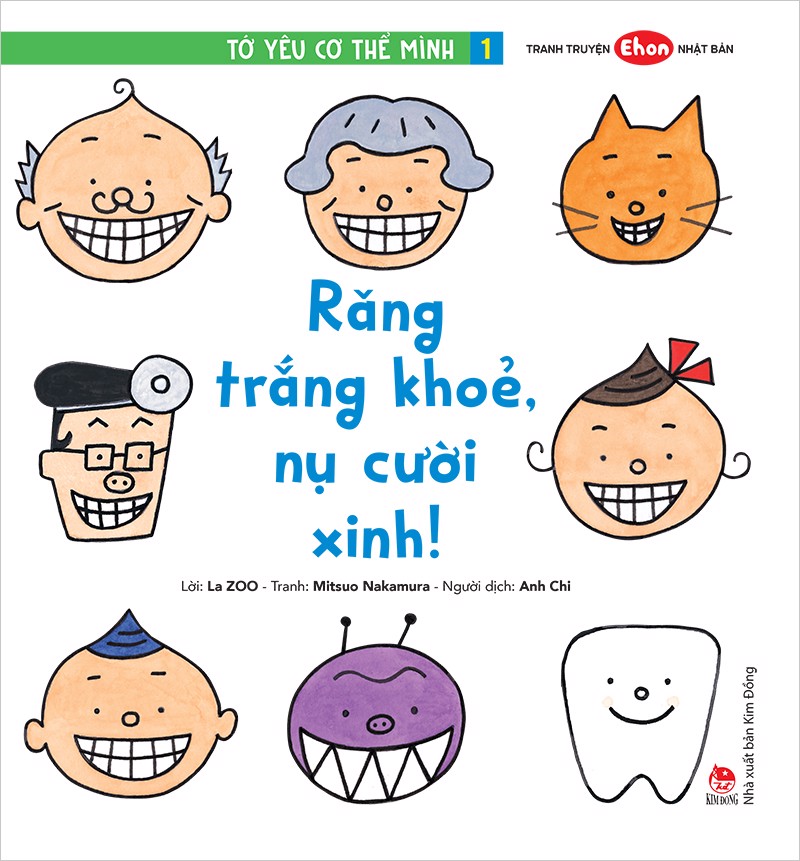 TỚ YÊU CƠ THỂ MÌNH 1
TRANH TRUYỆN Ehon NHẬT BẢN
Răng
trắng khoẻ,
nụ cười
xinh!
Lời: La ZOO - Tranh: Mitsuo Nakamura - Người dịch: Anh Chi
Nhà xuất bản Kim Đồng
KIM ĐỒNG